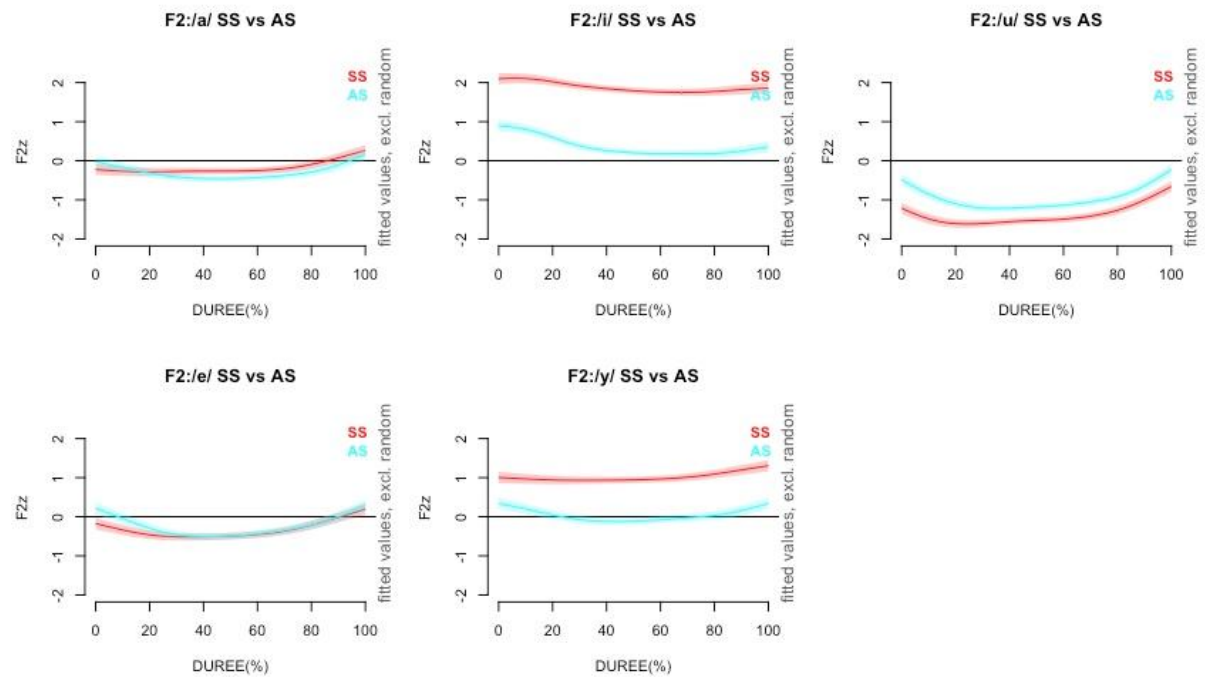 F2:/a/ SS vs AS
SS
AS
F2z
2
1
0
-1
-2
0 20 40 60 80 100
DUREE(%)
fitted values, excl. random
F2:/i/ SS vs AS
SS
AS
F2z
2
1
0
-1
-2
0 20 40 60 80 100
DUREE(%)
fitted values, excl. random
F2:/u/ SS vs AS
SS
AS
F2z
2
1
0
-1
-2
0 20 40 60 80 100
DUREE(%)
fitted values, excl. random
F2:/e/ SS vs AS
SS
AS
F2z
2
1
0
-1
-2
0 20 40 60 80 100
DUREE(%)
fitted values, excl. random
F2:/y/ SS vs AS
SS
AS
F2z
2
1
0
-1
-2
0 20 40 60 80 100
DUREE(%)
fitted values, excl. random